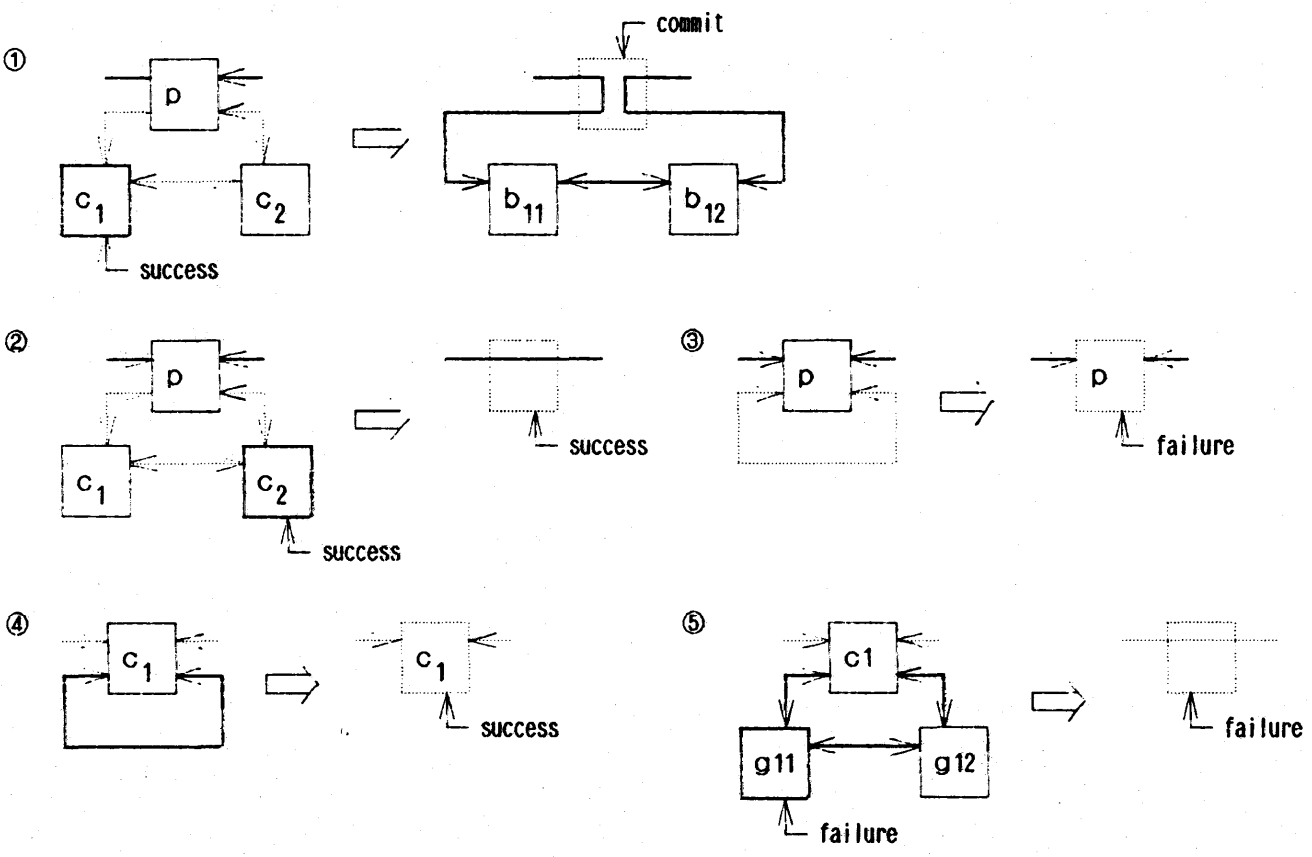 commit
①
p
c1
c2
b11
b12
success
②
p
c1
c2
success
success
③
p
p
failure
④
c1
c1
success
⑤
c1
g11
g12
failure
failure